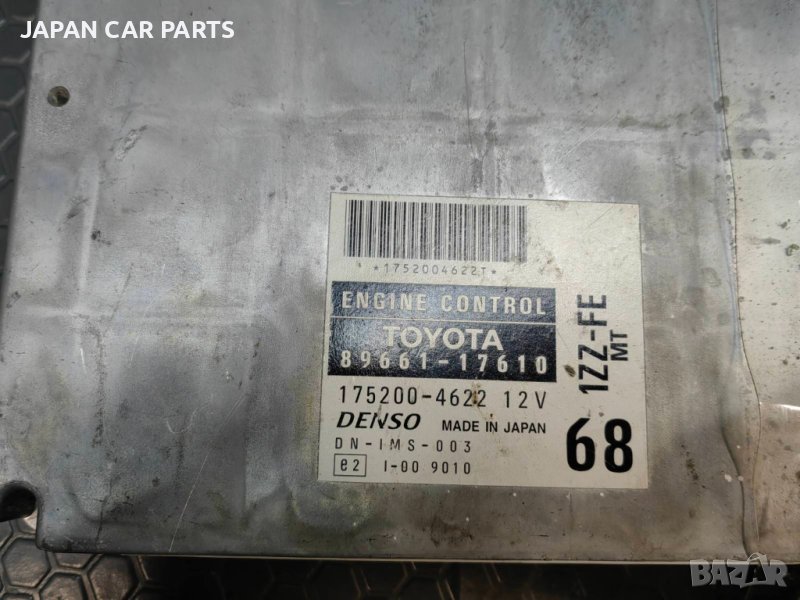 JAPAN CAR PARTS
*1752004622T*
ENGINE CONTROL
TOYOTA
89661-17610
175200-4622 12V
DENSO MADE IN JAPAN
DN-IMS-003
e2 I-00 9010
1ZZ-FE
MT
68
BAZAR